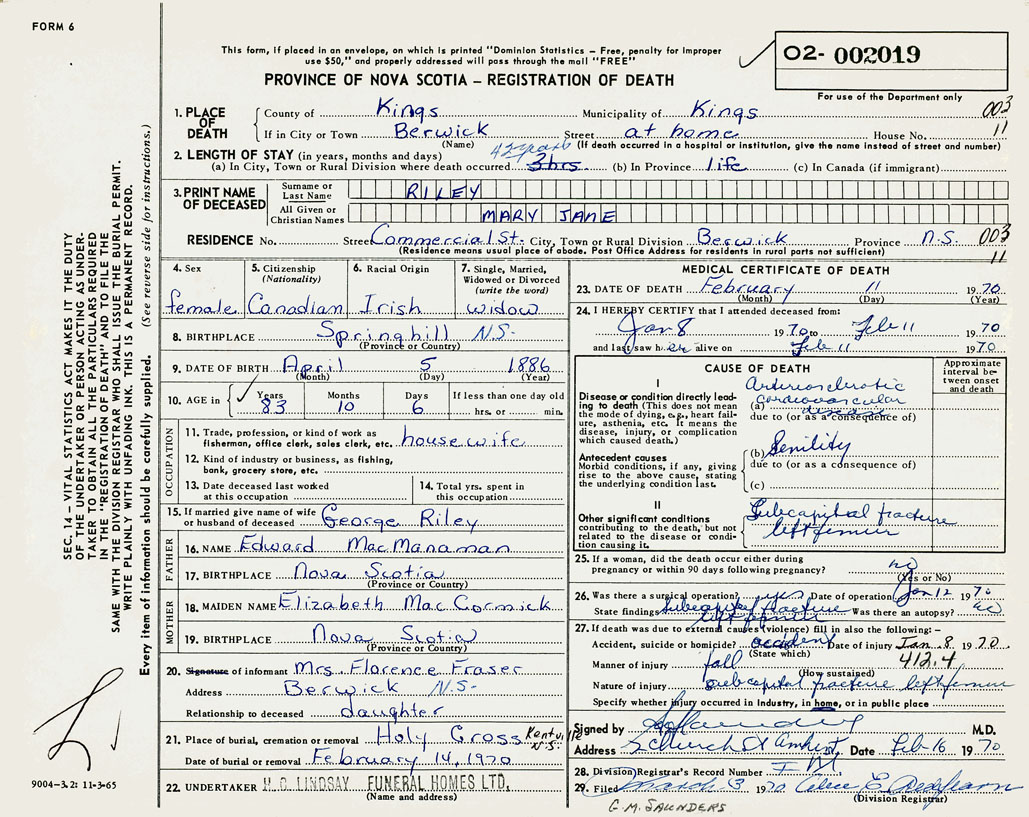 FORM 6
This form, if placed in an envelope, on which is printed "Dominion Statistics – Free, penalty for improper
use $50," and properly addressed will pass through the mail "FREE"
02- 002019
PROVINCE OF NOVA SCOTIA – REGISTRATION OF DEATH
For use of the Department only
1. PLACE OF DEATH
County of Kings Municipality of Kings 003
If in City or Town Berwick Street at home House No. 11
(Name) (If death occurred in a hospital or institution, give the name instead of street and number)
2. LENGTH OF STAY (in years, months and days) 42 years
(a) In City, Town or Rural Division where death occurred 3hrs (b) In Province life (c) In Canada (if immigrant)
3. PRINT NAME OF DECEASED
Surname or Last Name RILEY
All Given or Christian Names MARY JANE
RESIDENCE No. Street Commercial St. City, Town or Rural Division Berwick Province N.S. 003
(Residence means usual place of abode. Post Office Address for residents in rural parts not sufficient) 11
4. Sex
female
5. Citizenship
(Nationality)
Canadian
6. Racial Origin
Irish
7. Single, Married,
Widowed or Divorced
(write the word)
widow
8. BIRTHPLACE Springhill N.S.
(Province or Country)
9. DATE OF BIRTH April 5 1886
(Month) (Day) (Year)
10. AGE in
Years Months Days If less than one day old
83 10 6 hrs. or min.
OCCUPATION
11. Trade, profession, or kind of work as
fisherman, office clerk, sales clerk, etc. housewife
12. Kind of industry or business, as fishing,
bank, grocery store, etc.
13. Date deceased last worked
at this occupation
14. Total yrs. spent in
this occupation
15. If married give name of wife
or husband of deceased George Riley
FATHER
16. NAME Edward MacManaman
17. BIRTHPLACE Nova Scotia
(Province or Country)
MOTHER
18. MAIDEN NAME Elizabeth MacCormick
19. BIRTHPLACE Nova Scotia
(Province or Country)
20. Signature of informant Mrs. Florence Fraser
Address Berwick N.S.
Relationship to deceased daughter
21. Place of burial, cremation or removal Holy Cross Kentville N.S.
Date of burial or removal February 14, 1970
22. UNDERTAKER H. C. LINDSAY FUNERAL HOMES LTD.
(Name and address)
MEDICAL CERTIFICATE OF DEATH
23. DATE OF DEATH February 11 1970
(Month) (Day) (Year)
24. I HEREBY CERTIFY that I attended deceased from:
Jan 8 1970 to Feb 11 1970
and last saw her alive on Feb 11 1970
CAUSE OF DEATH
Approximate
interval be-
tween onset
and death
I
Disease or condition directly lead-
ing to death (This does not mean
the mode of dying, e.g., heart failure,
asthenia, etc. It means the
disease, injury, or complication
which caused death.)
Arteriosclerotic
(a) cardiovascular
disease
due to (or as a consequence of)
Antecedent causes
Morbid conditions, if any, giving
rise to the above cause, stating
the underlying condition last.
(b) Senility
due to (or as a consequence of)
(c)
II
Other significant conditions
contributing to the death, but not
related to the disease or condi-
tion causing it.
Subcapital fracture
left femur
25. If a woman, did the death occur either during
pregnancy or within 90 days following pregnancy? no
(Yes or No)
26. Was there a surgical operation? yes Date of operation Jan 12 1970
State findings subcapital fracture Was there an autopsy? no
left femur
27. If death was due to external causes (violence) fill in also the following: –
Accident, suicide or homicide? accident Date of injury Jan. 8 1970
(State which) 412.4
Manner of injury fall
(How sustained)
Nature of injury subcapital fracture left femur
Specify whether injury occurred in Industry, in home, or in public place
Signed by M.D.
Address Church St Amherst Date Feb 16 1970
28. Division Registrar's Record Number
29. Filed March 3 1970
(Division Registrar)
G.M. SAUNDERS
SEC. 14 – VITAL STATISTICS ACT MAKES IT THE DUTY
OF THE UNDERTAKER OR PERSON ACTING AS UNDER-
TAKER TO OBTAIN ALL THE PARTICULARS REQUIRED
IN THE "REGISTRATION OF DEATH" AND TO FILE THE
SAME WITH THE DIVISION REGISTRAR WHO SHALL ISSUE THE BURIAL PERMIT.
WRITE PLAINLY WITH UNFADING INK. THIS IS A PERMANENT RECORD.
Every item of information should be carefully supplied. (See reverse side for instructions.)
9004–3.2: 11-3-65